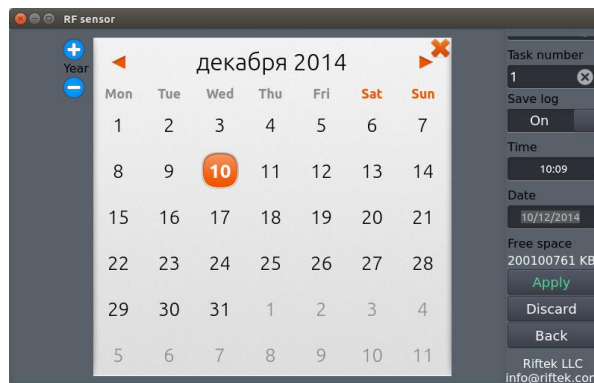 RF sensor
Year
декабря 2014
Mon Tue Wed Thu Fri Sat Sun
1 2 3 4 5 6 7
8 9 10 11 12 13 14
15 16 17 18 19 20 21
22 23 24 25 26 27 28
29 30 31 1 2 3 4
5 6 7 8 9 10 11
Task number
1
Save log
On
Time
10:09
Date
10/12/2014
Free space
200100761 KB
Apply
Discard
Back
Riftek LLC
info@riftek.com